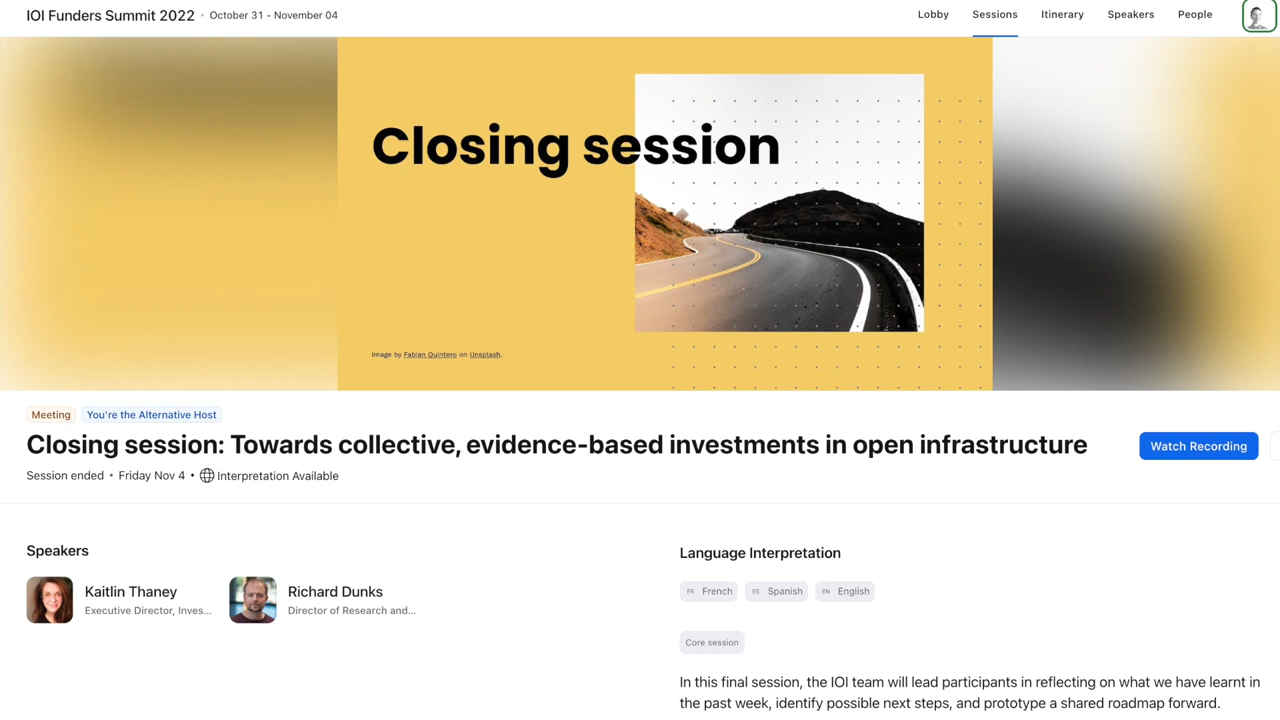 IOI Funders Summit 2022 • October 31 - November 04
Lobby Sessions Itinerary Speakers People
Closing session
Image by Fabian Quintero on Unsplash.
Meeting You're the Alternative Host
Closing session: Towards collective, evidence-based investments in open infrastructure
Watch Recording
Session ended • Friday Nov 4 • Interpretation Available
Speakers
Kaitlin Thaney
Executive Director, Inves...
Richard Dunks
Director of Research and...
Language Interpretation
FR French ES Spanish EN English
Core session
In this final session, the IOI team will lead participants in reflecting on what we have learnt in
the past week, identify possible next steps, and prototype a shared roadmap forward.